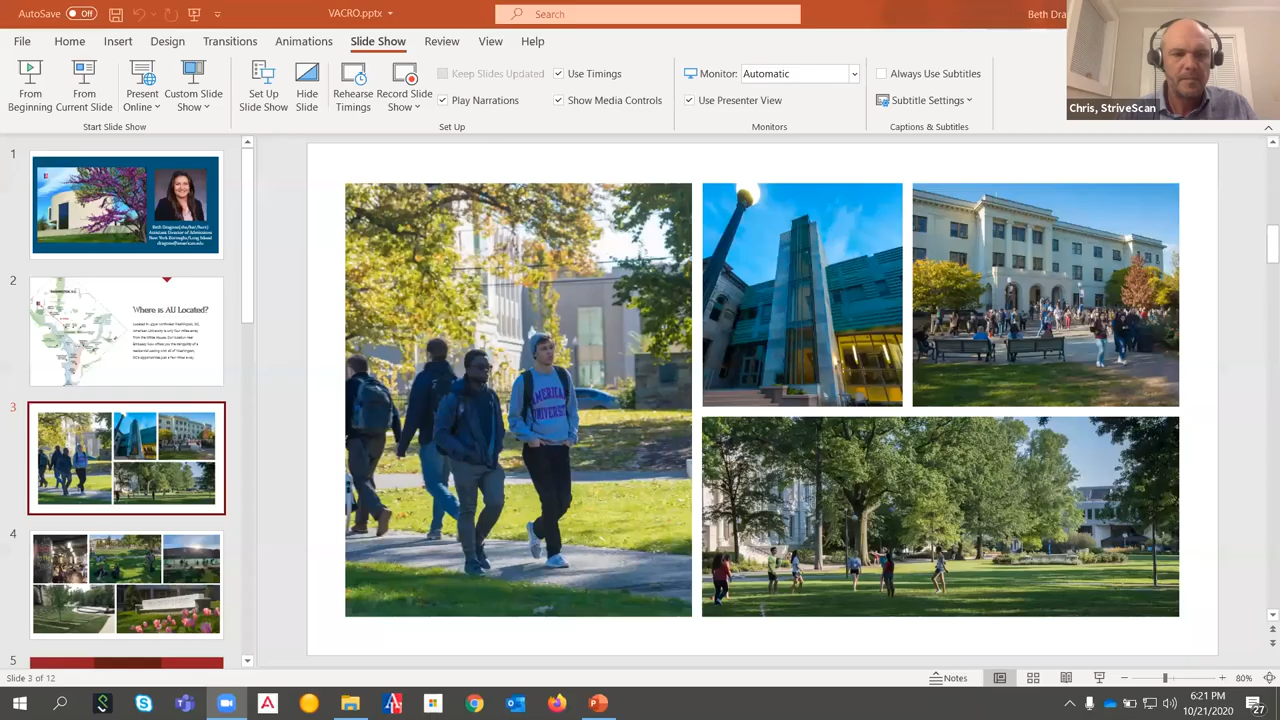 AutoSave Off VACRO.pptx Search Beth Dra
File Home Insert Design Transitions Animations Slide Show Review View Help
From Beginning
From Current Slide
Present Online
Custom Slide Show
Start Slide Show
Set Up Slide Show
Hide Slide
Rehearse Timings
Record Slide Show
Keep Slides Updated
Play Narrations
Use Timings
Show Media Controls
Set Up
Monitor: Automatic
Use Presenter View
Monitors
Always Use Subtitles
Subtitle Settings
Captions & Subtitles
Chris, StriveScan
1
2
Where is AU Located?
3
4
5
AMERICAN
UNIVERSITY
Slide 3 of 12 Notes 80%
6:21 PM
10/21/2020
27